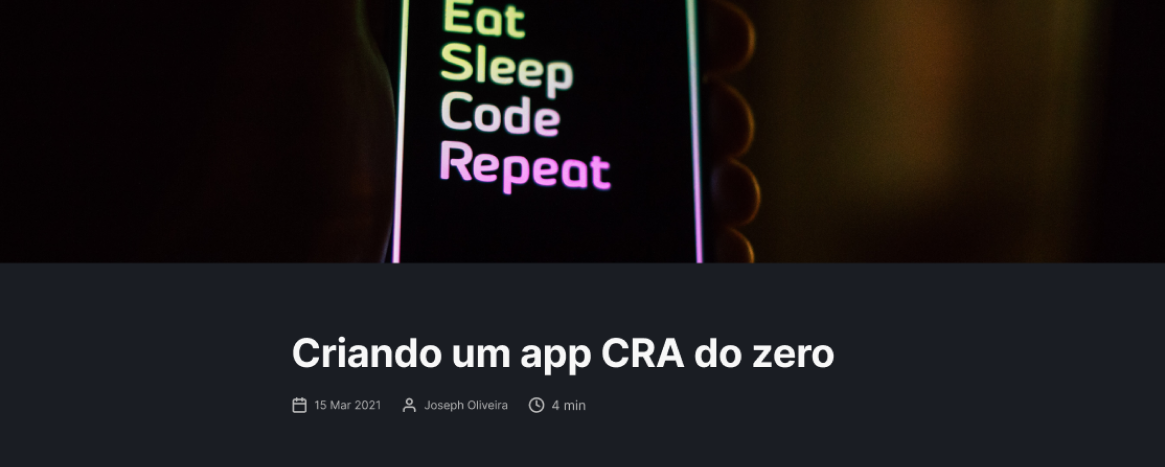 Eat
Sleep
Code
Repeat
Criando um app CRA do zero
15 Mar 2021 Joseph Oliveira 4 min